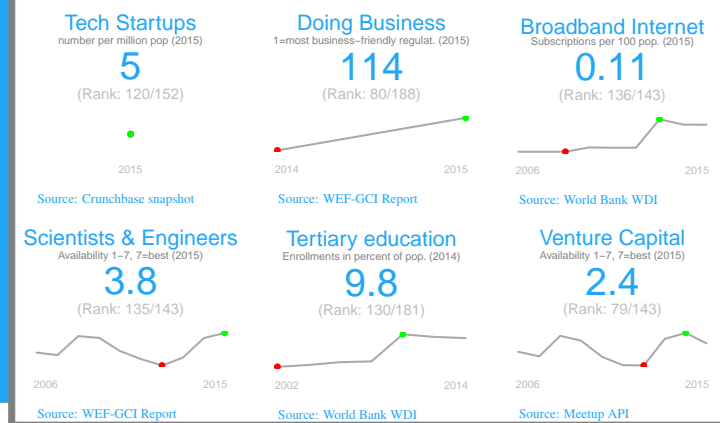 Tech Startups
number per million pop (2015)
5
(Rank: 120/152)
2015
Source: Crunchbase snapshot
Doing Business
1=most business−friendly regulat. (2015)
114
(Rank: 80/188)
2014 2015
Source: WEF-GCI Report
Broadband Internet
Subscriptions per 100 pop. (2015)
0.11
(Rank: 136/143)
2006 2015
Source: World Bank WDI
Scientists & Engineers
Availability 1−7, 7=best (2015)
3.8
(Rank: 135/143)
2006 2015
Source: WEF-GCI Report
Tertiary education
Enrollments in percent of pop. (2014)
9.8
(Rank: 130/181)
2002 2014
Source: World Bank WDI
Venture Capital
Availability 1−7, 7=best (2015)
2.4
(Rank: 79/143)
2006 2015
Source: Meetup API